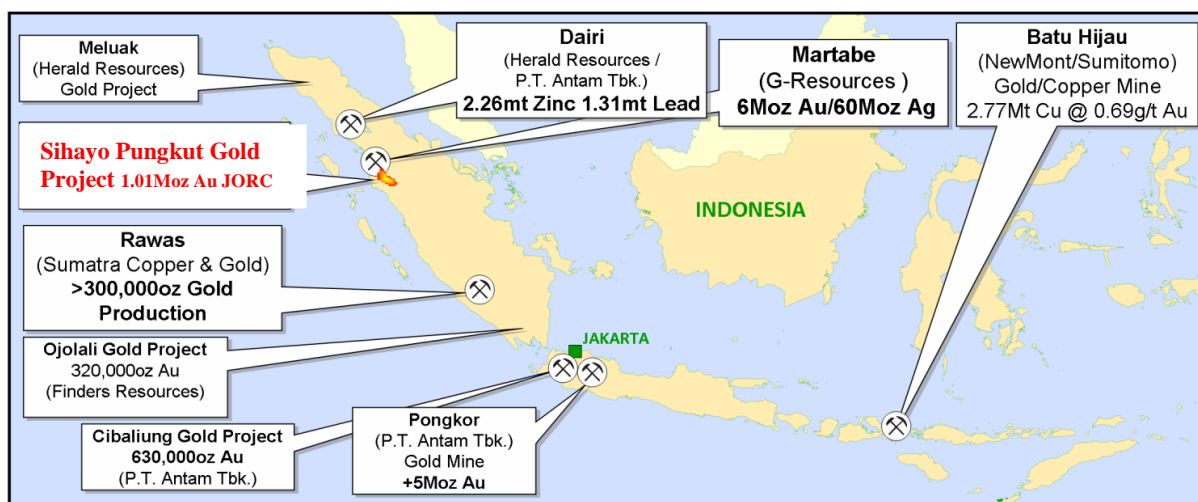 Meluak
(Herald Resources)
Gold Project
Dairi
(Herald Resources /
P.T. Antam Tbk.)
2.26mt Zinc 1.31mt Lead
Martabe
(G-Resources )
6Moz Au/60Moz Ag
Batu Hijau
(NewMont/Sumitomo)
Gold/Copper Mine
2.77Mt Cu @ 0.69g/t Au
Sihayo Pungkut Gold
Project 1.01Moz Au JORC
INDONESIA
Rawas
(Sumatra Copper & Gold)
>300,000oz Gold
Production
JAKARTA
Ojolali Gold Project
320,000oz Au
(Finders Resources)
Cibaliung Gold Project
630,000oz Au
(P.T. Antam Tbk.)
Pongkor
(P.T. Antam Tbk.)
Gold Mine
+5Moz Au